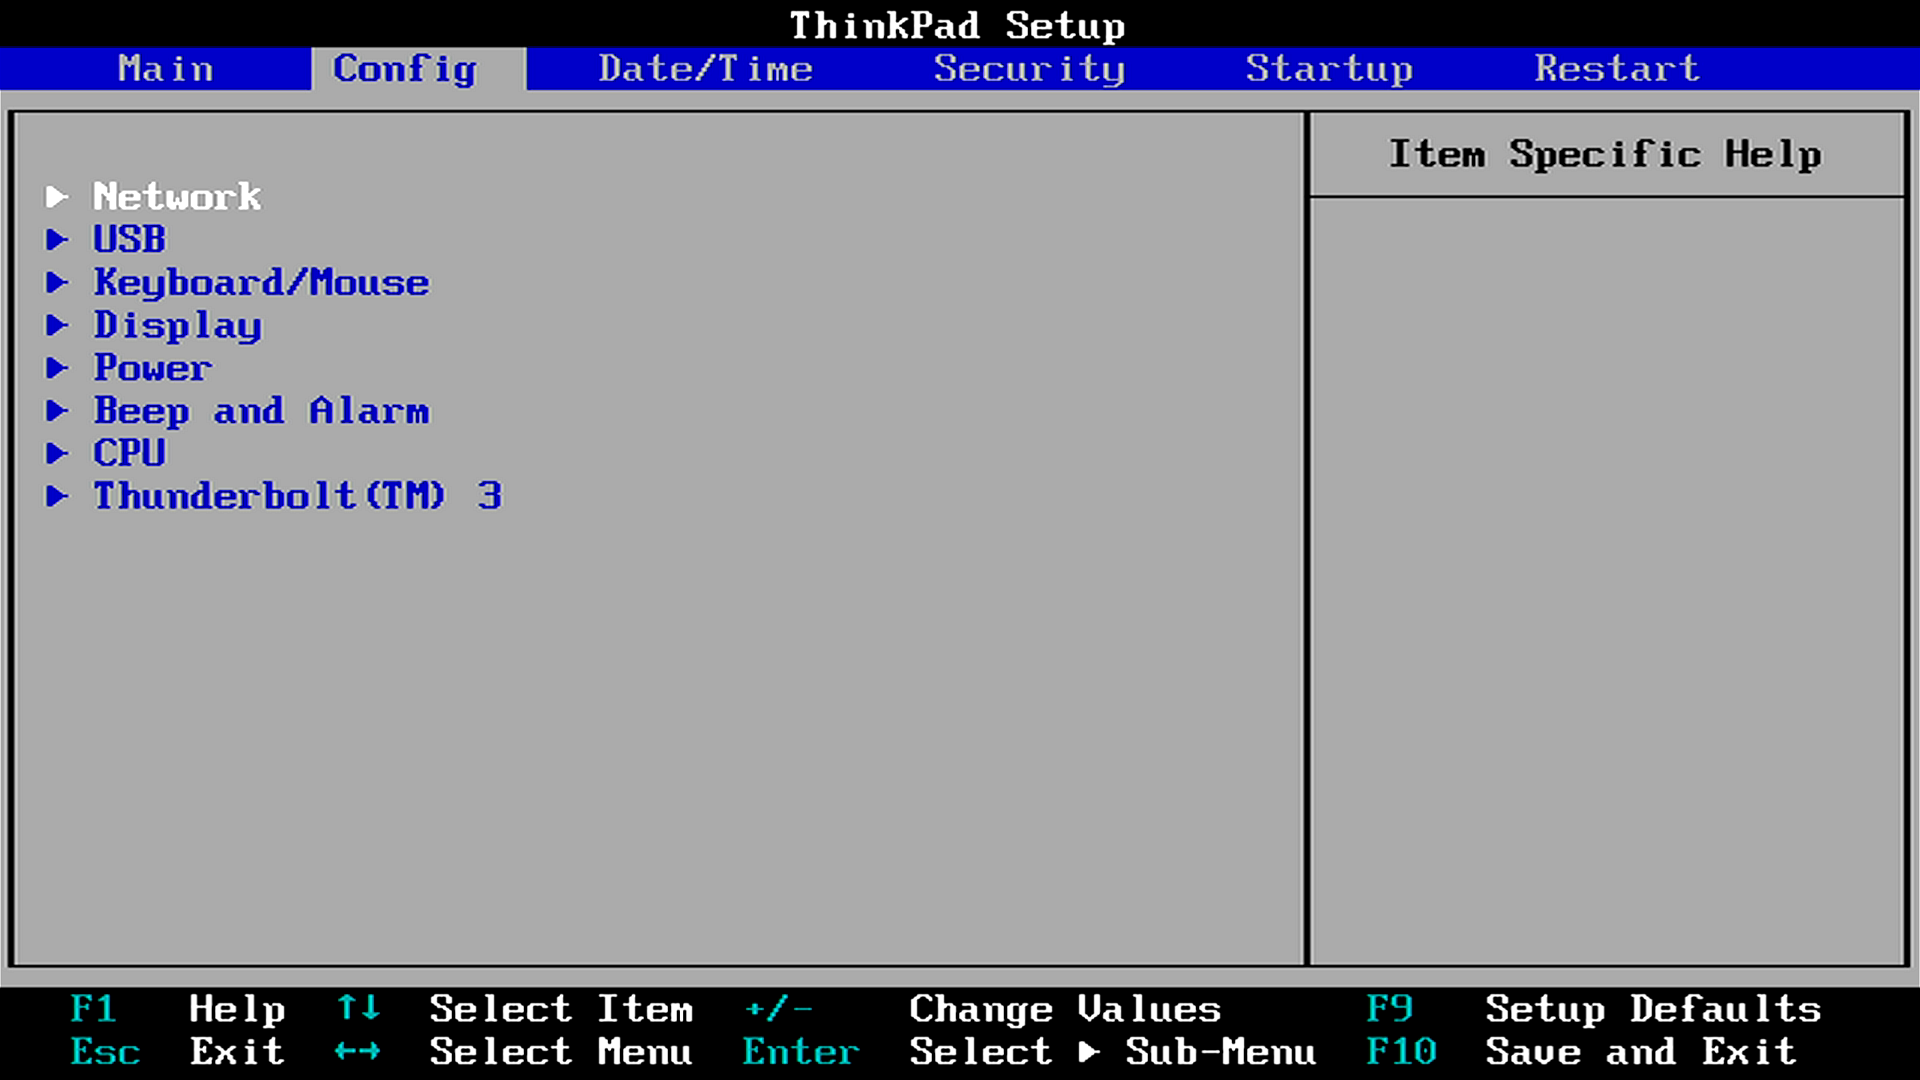 ThinkPad Setup
Main Config Date/Time Security Startup Restart
Item Specific Help
▶ Network
▶ USB
▶ Keyboard/Mouse
▶ Display
▶ Power
▶ Beep and Alarm
▶ CPU
▶ Thunderbolt(TM) 3
F1 Help ↑↓ Select Item +/- Change Values F9 Setup Defaults
Esc Exit ←→ Select Menu Enter Select ▶ Sub-Menu F10 Save and Exit